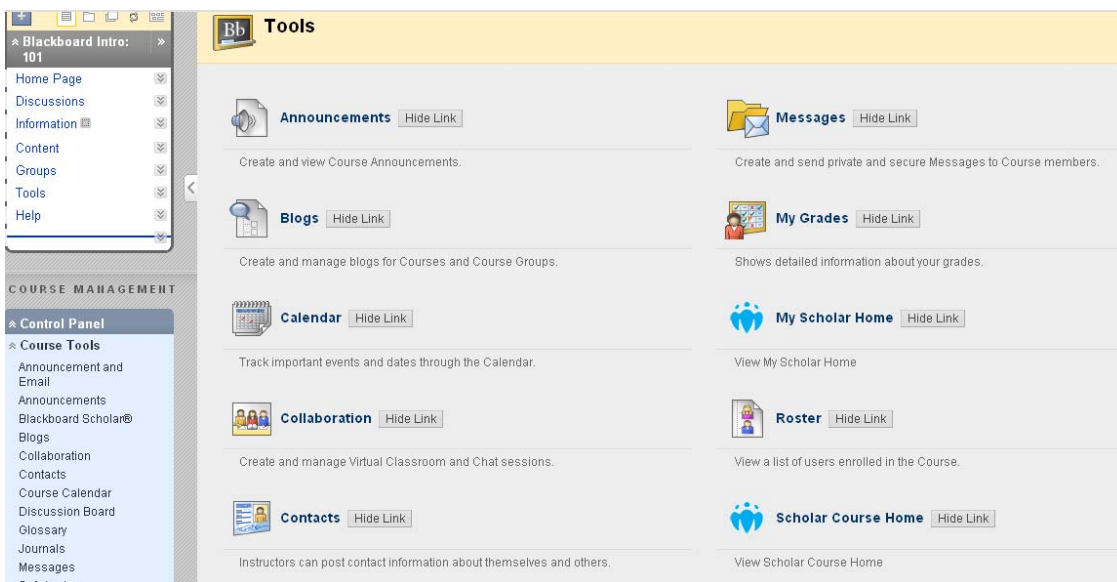 Blackboard Intro:
101
Home Page
Discussions
Information
Content
Groups
Tools
Help
COURSE MANAGEMENT
Control Panel
Course Tools
Announcement and
Email
Announcements
Blackboard Scholar®
Blogs
Collaboration
Contacts
Course Calendar
Discussion Board
Glossary
Journals
Messages
Bb Tools
Announcements Hide Link
Create and view Course Announcements.
Blogs Hide Link
Create and manage blogs for Courses and Course Groups.
Calendar Hide Link
Track important events and dates through the Calendar.
Collaboration Hide Link
Create and manage Virtual Classroom and Chat sessions.
Contacts Hide Link
Instructors can post contact information about themselves and others.
Messages Hide Link
Create and send private and secure Messages to Course members.
My Grades Hide Link
Shows detailed information about your grades.
My Scholar Home Hide Link
View My Scholar Home
Roster Hide Link
View a list of users enrolled in the Course.
Scholar Course Home Hide Link
View Scholar Course Home